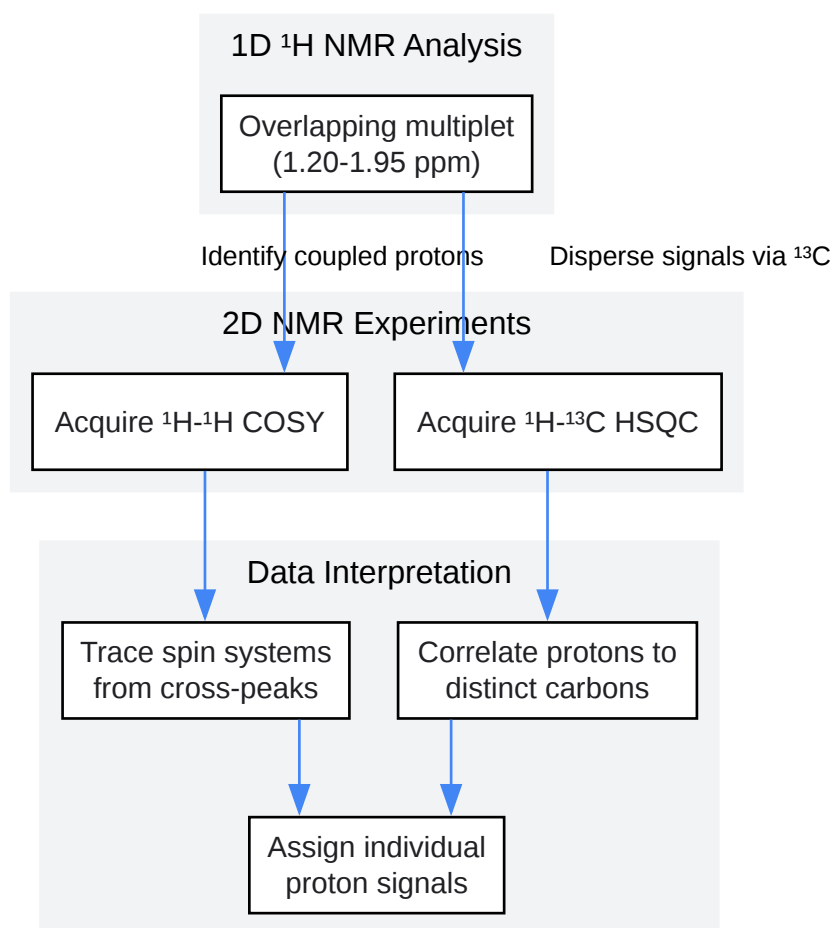 1D ¹H NMR Analysis
Overlapping multiplet
(1.20-1.95 ppm)
Identify coupled protons
Disperse signals via ¹³C
2D NMR Experiments
Acquire ¹H-¹H COSY
Acquire ¹H-¹³C HSQC
Data Interpretation
Trace spin systems
from cross-peaks
Correlate protons to
distinct carbons
Assign individual
proton signals